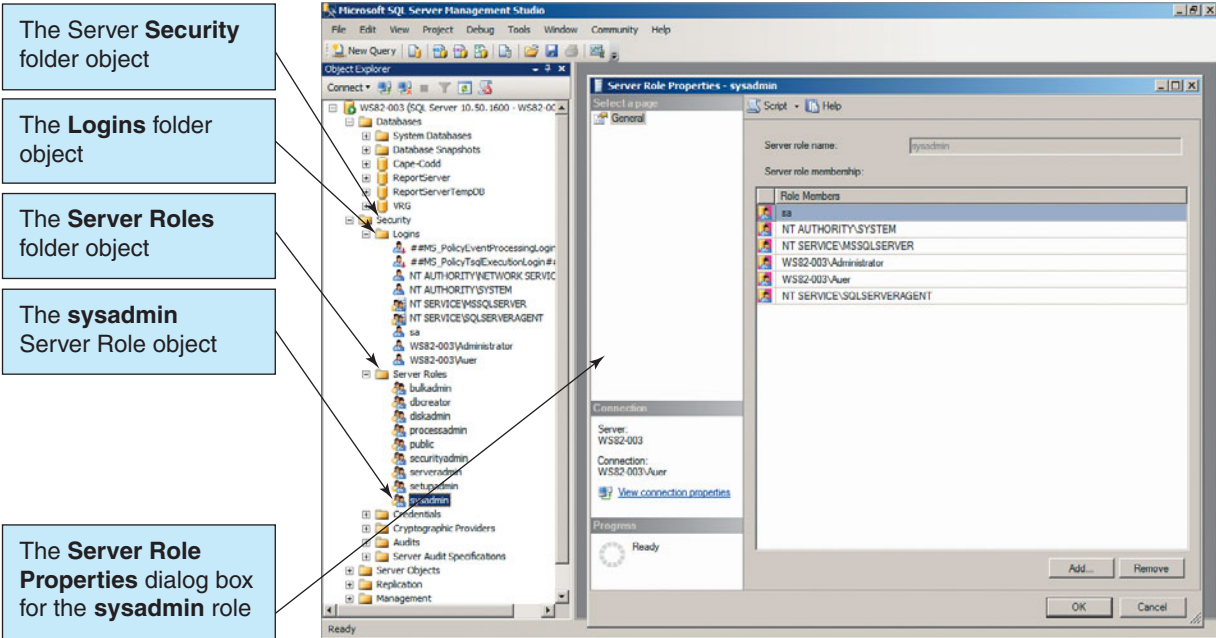 The Server Security
folder object
The Logins folder
object
The Server Roles
folder object
The sysadmin
Server Role object
The Server Role
Properties dialog box
for the sysadmin role
Microsoft SQL Server Management Studio
File Edit View Project Debug Tools Window Community Help
New Query
Object Explorer
Connect
WS82-003 (SQL Server 10.50.1600 - WS82-00
Databases
System Databases
Database Snapshots
Cape-Codd
ReportServer
ReportServerTempDB
VRG
Security
Logins
##MS_PolicyEventProcessingLogin
##MS_PolicyTsqlExecutionLogin##
NT AUTHORITY\NETWORK SERVIC
NT AUTHORITY\SYSTEM
NT SERVICE\MSSQLSERVER
NT SERVICE\SQLSERVERAGENT
sa
WS82-003\Administrator
WS82-003\Auer
Server Roles
bulkadmin
dbcreator
diskadmin
processadmin
public
securityadmin
serveradmin
setupadmin
sysadmin
Credentials
Cryptographic Providers
Audits
Server Audit Specifications
Server Objects
Replication
Management
Ready
Server Role Properties - sysadmin
Select a page
General
Script Help
Server role name: sysadmin
Server role membership:
Role Members
sa
NT AUTHORITY\SYSTEM
NT SERVICE\MSSQLSERVER
WS82-003\Administrator
WS82-003\Auer
NT SERVICE\SQLSERVERAGENT
Connection
Server:
WS82-003
Connection:
WS82-003\Auer
View connection properties
Progress
Ready
Add... Remove
OK Cancel